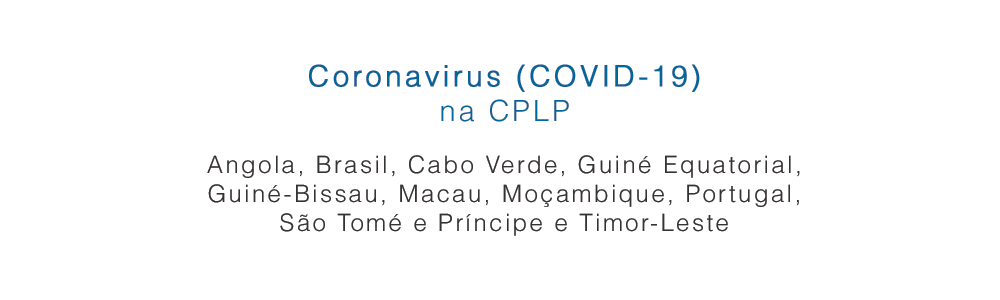 Coronavirus (COVID-19)
na CPLP
Angola, Brasil, Cabo Verde, Guiné Equatorial,
Guiné-Bissau, Macau, Moçambique, Portugal,
São Tomé e Príncipe e Timor-Leste